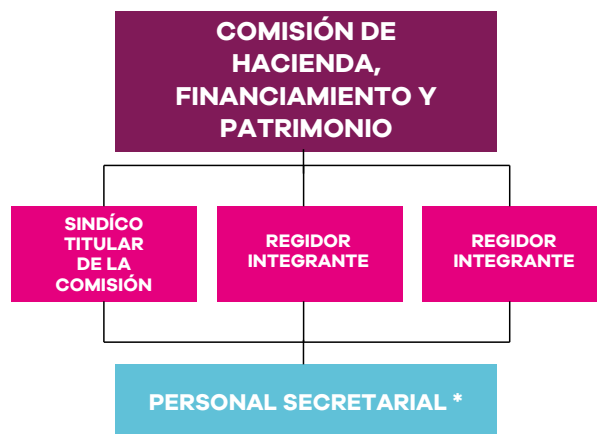 COMISIÓN DE
HACIENDA,
FINANCIAMIENTO Y
PATRIMONIO
SINDÍCO
TITULAR
DE LA
COMISIÓN
REGIDOR
INTEGRANTE
REGIDOR
INTEGRANTE
PERSONAL SECRETARIAL *